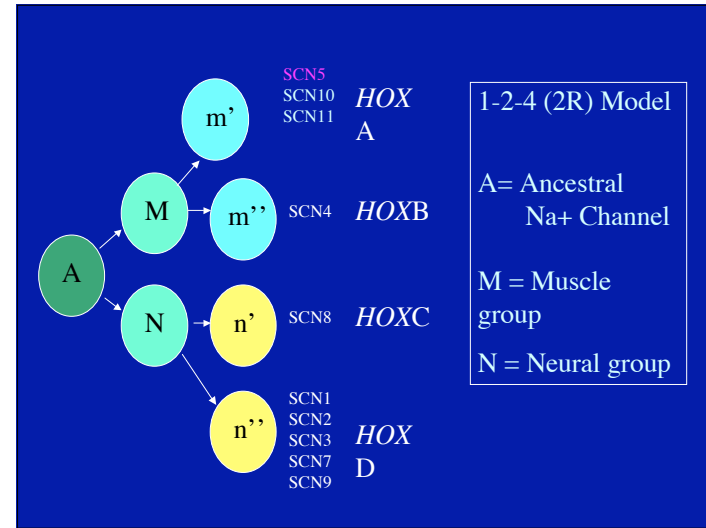 SCN5
SCN10
SCN11
HOX
A
m'
M
m''
SCN4
HOXB
A
N
n'
SCN8
HOXC
n''
SCN1
SCN2
SCN3
SCN7
SCN9
HOX
D
1-2-4 (2R) Model
A= Ancestral
Na+ Channel
M = Muscle
group
N = Neural group